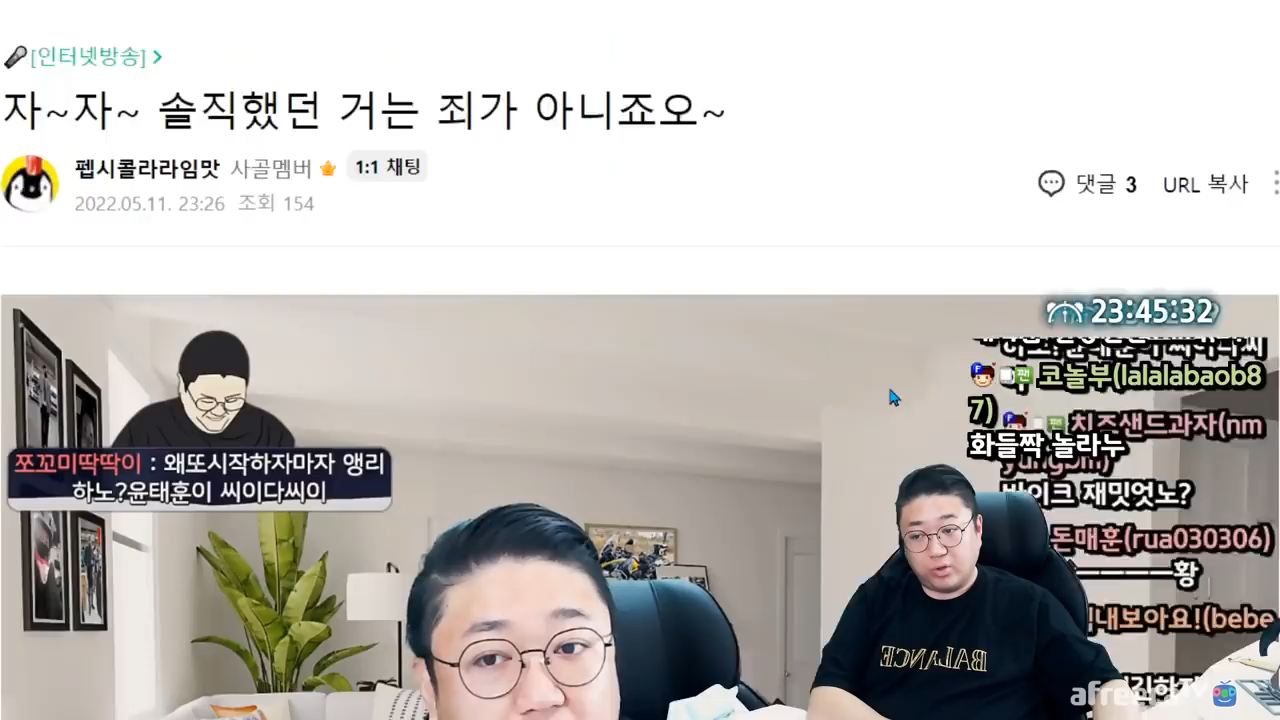 [인터넷방송] >
자~자~ 솔직했던 거는 죄가 아니죠오~
펩시콜라라임맛 사골멤버 1:1 채팅
2022.05.11. 23:26 조회 154
댓글 3 URL 복사
23:45:32
코놀부(lalalabaob8
7)
치즈샌드과자(nm
화들짝 놀라누
재밋엇노?
쪼꼬미딱딱이 : 왜또시작하자마자 앵리
하노?윤태훈이 씨이다씨이
돈매훈(rua030306)
황
!내보아요!(bebe
BALANCE
afreecaTV